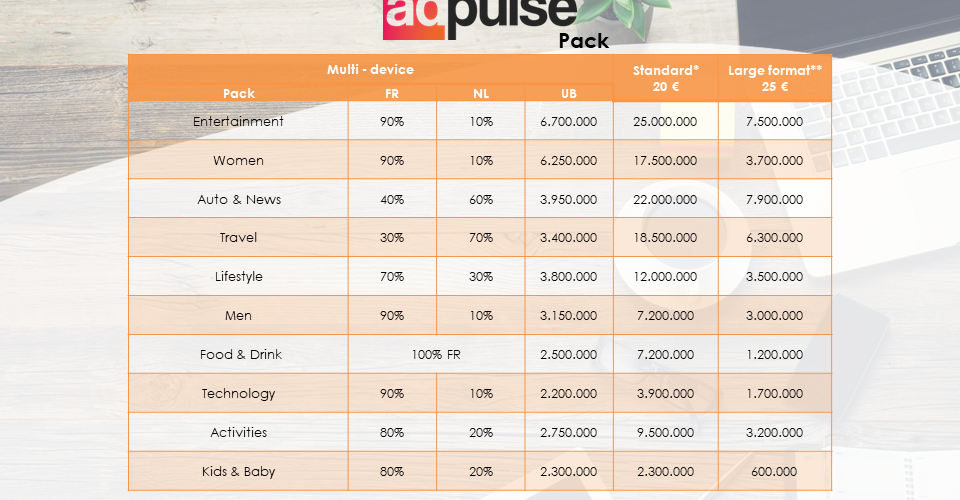 adpulse
Pack
Multi - device Standard* Large format**
20 € 25 €
Pack FR NL UB
Entertainment 90% 10% 6.700.000 25.000.000 7.500.000
Women 90% 10% 6.250.000 17.500.000 3.700.000
Auto & News 40% 60% 3.950.000 22.000.000 7.900.000
Travel 30% 70% 3.400.000 18.500.000 6.300.000
Lifestyle 70% 30% 3.800.000 12.000.000 3.500.000
Men 90% 10% 3.150.000 7.200.000 3.000.000
Food & Drink 100% FR 2.500.000 7.200.000 1.200.000
Technology 90% 10% 2.200.000 3.900.000 1.700.000
Activities 80% 20% 2.750.000 9.500.000 3.200.000
Kids & Baby 80% 20% 2.300.000 2.300.000 600.000